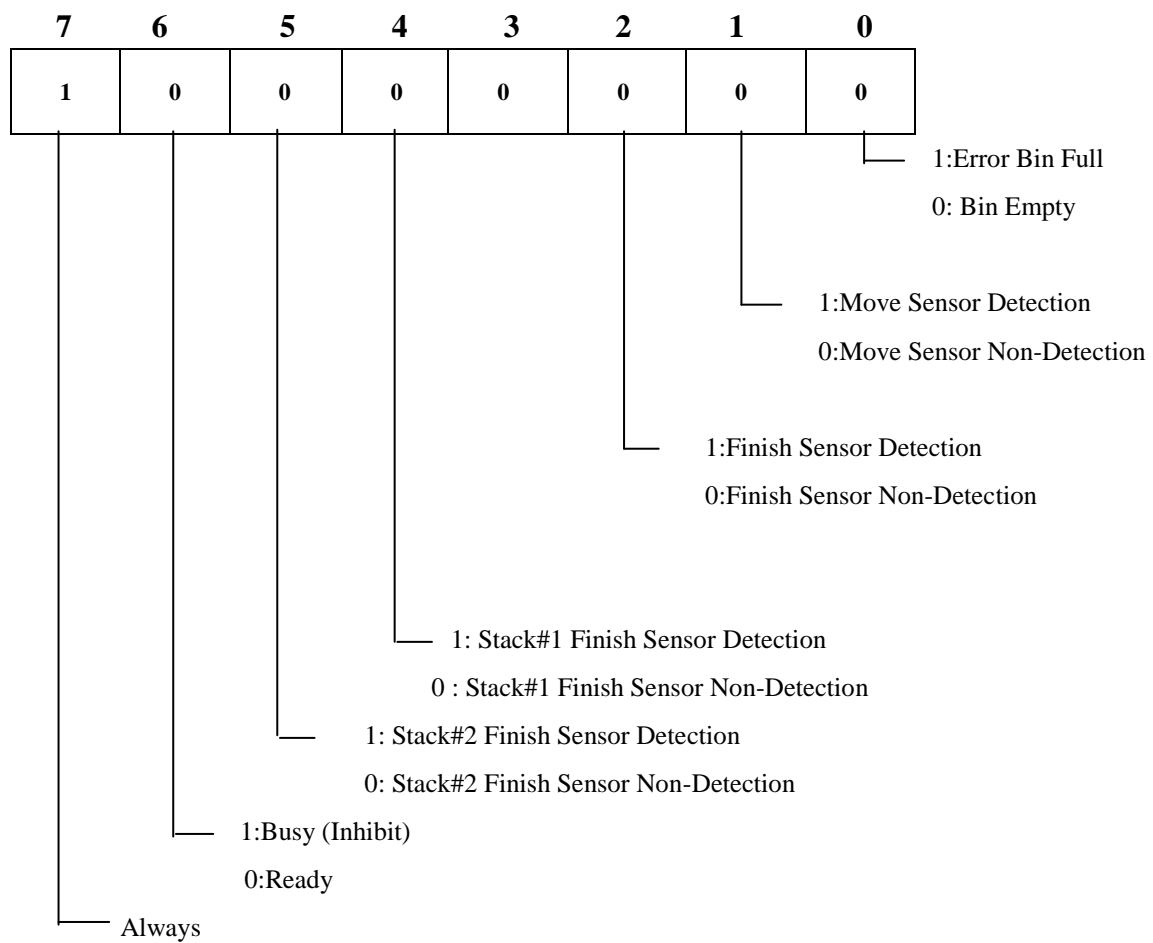 7 6 5 4 3 2 1 0
1 0 0 0 0 0 0 0
1:Error Bin Full
0: Bin Empty
1:Move Sensor Detection
0:Move Sensor Non-Detection
1:Finish Sensor Detection
0:Finish Sensor Non-Detection
1: Stack#1 Finish Sensor Detection
0 : Stack#1 Finish Sensor Non-Detection
1: Stack#2 Finish Sensor Detection
0: Stack#2 Finish Sensor Non-Detection
1:Busy (Inhibit)
0:Ready
Always